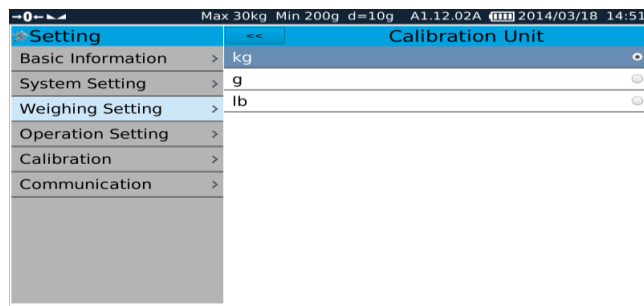 →0← Max 30kg Min 200g d=10g A1.12.02A 2014/03/18 14:51
Setting
<< Calibration Unit
Basic Information >
System Setting >
Weighing Setting >
Operation Setting >
Calibration >
Communication >
kg
g
lb